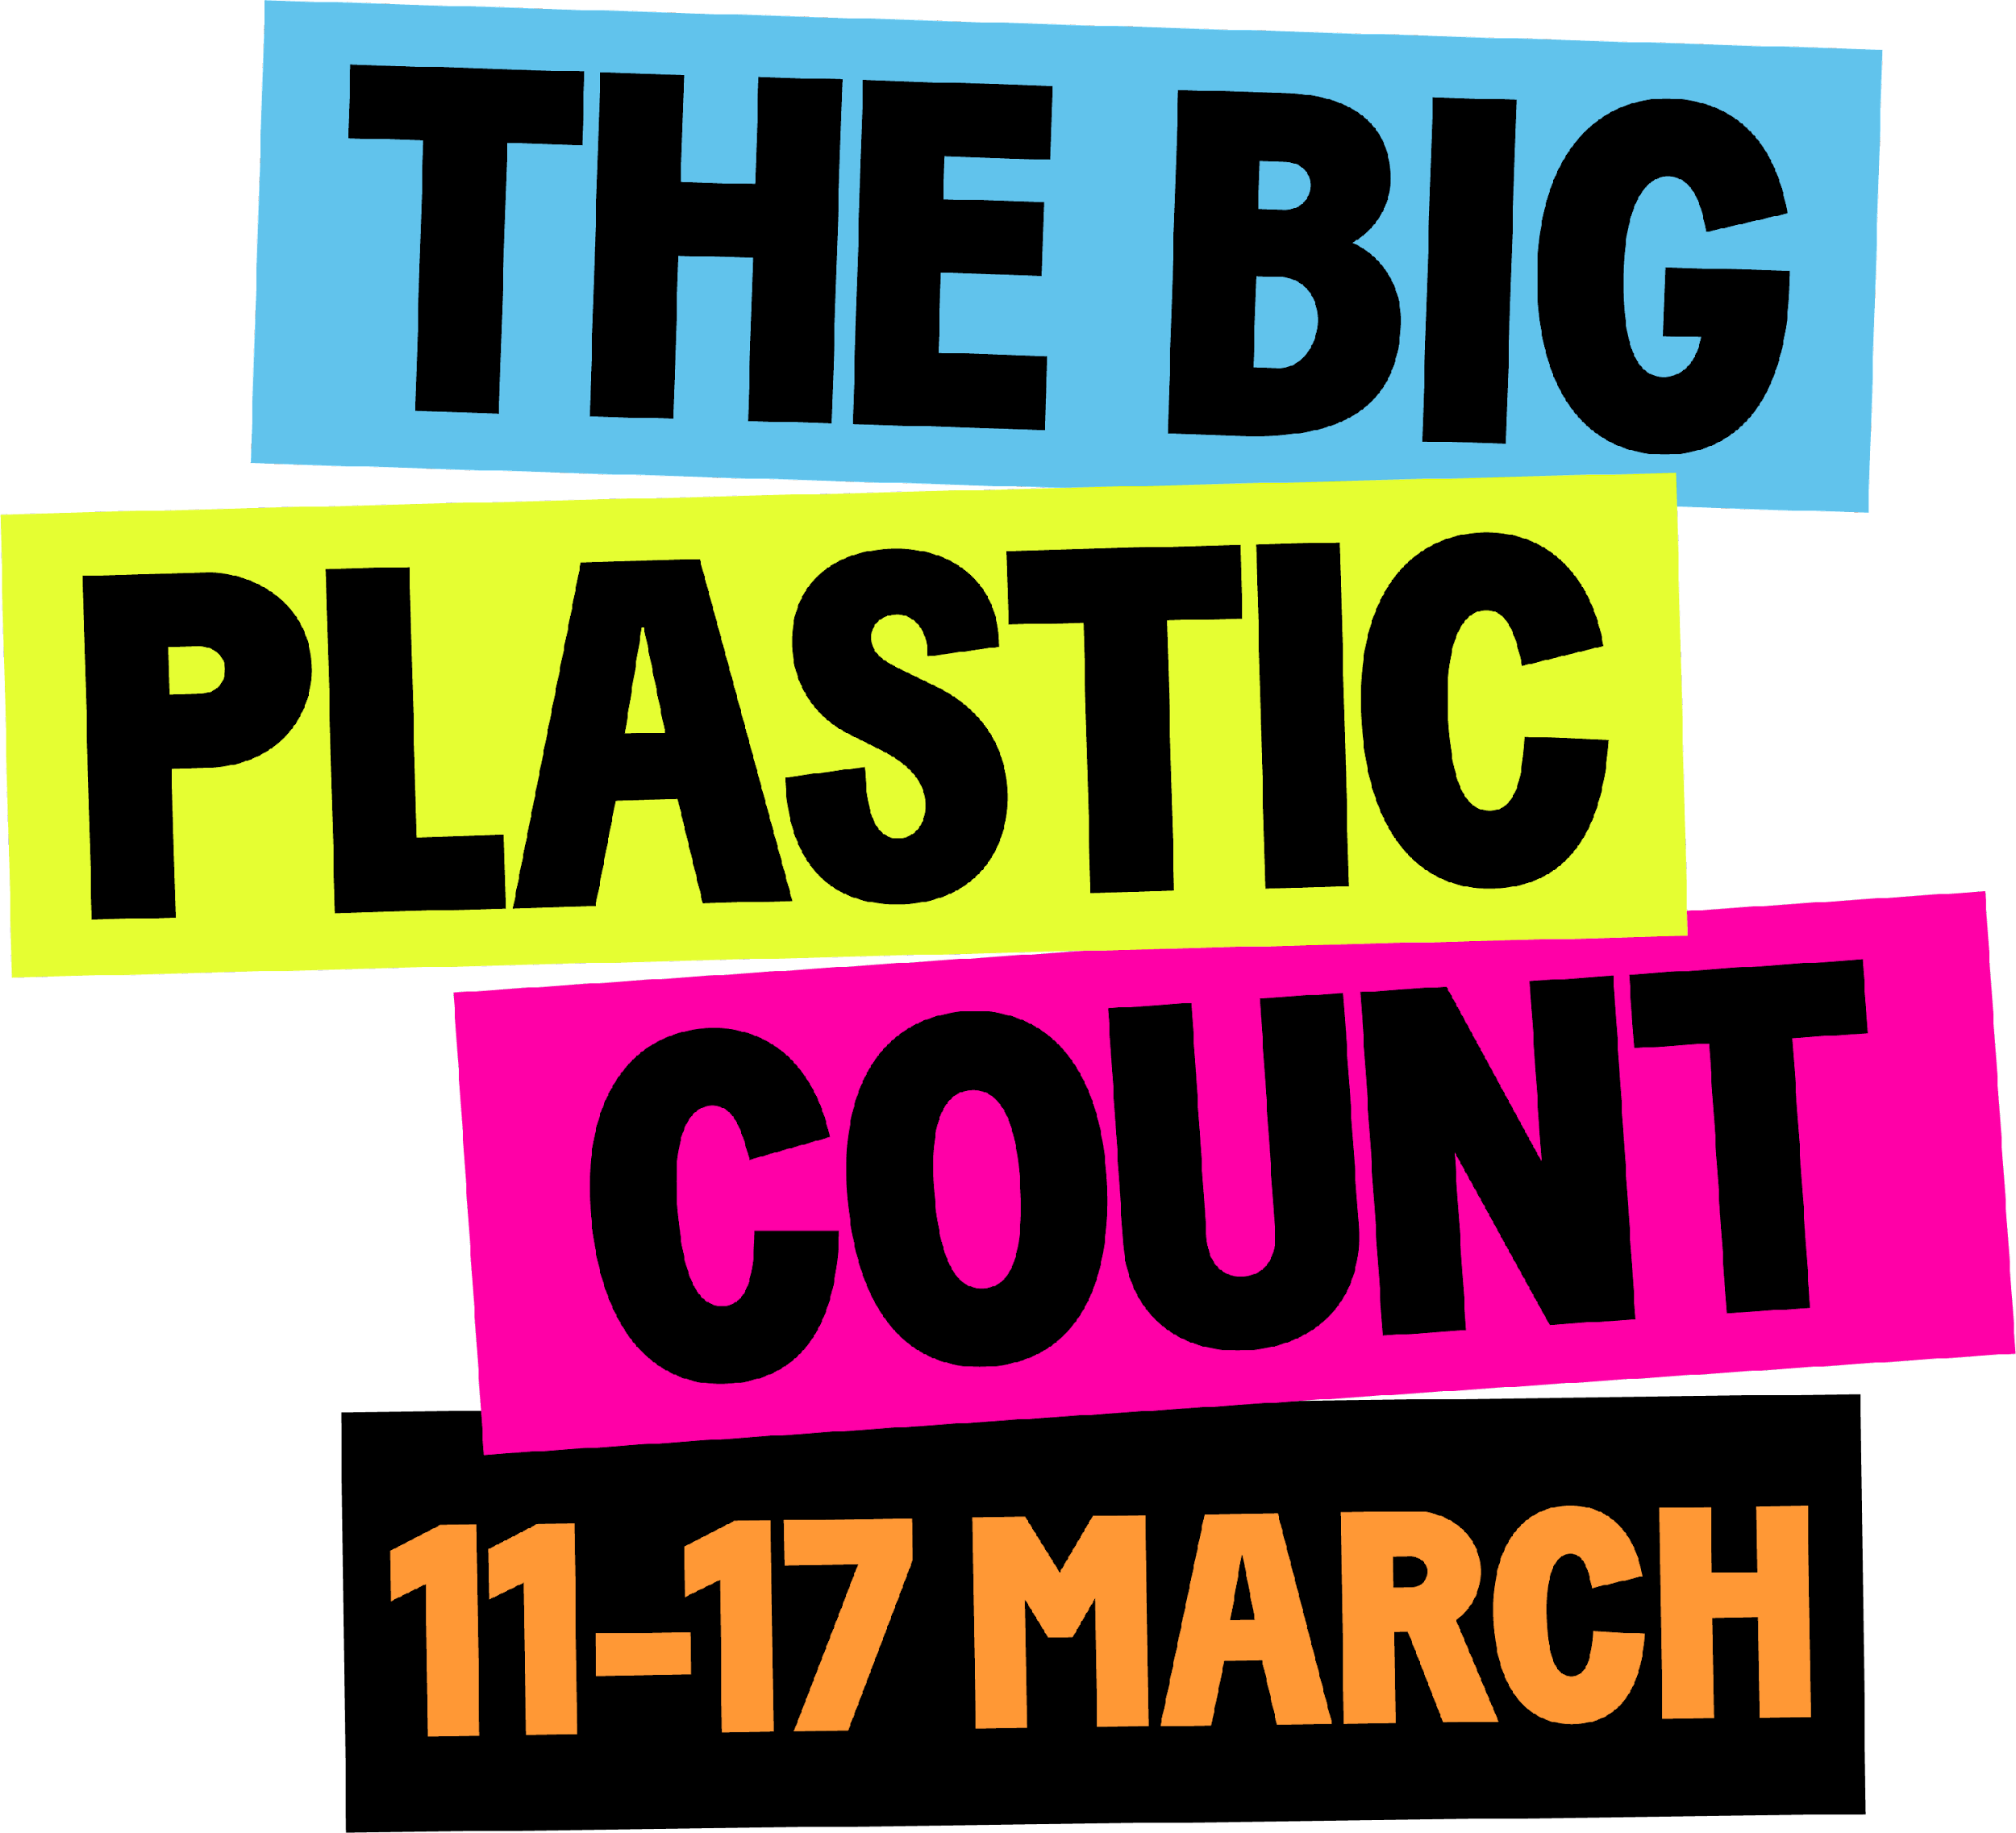 THE BIG
PLASTIC
COUNT
11–17 MARCH